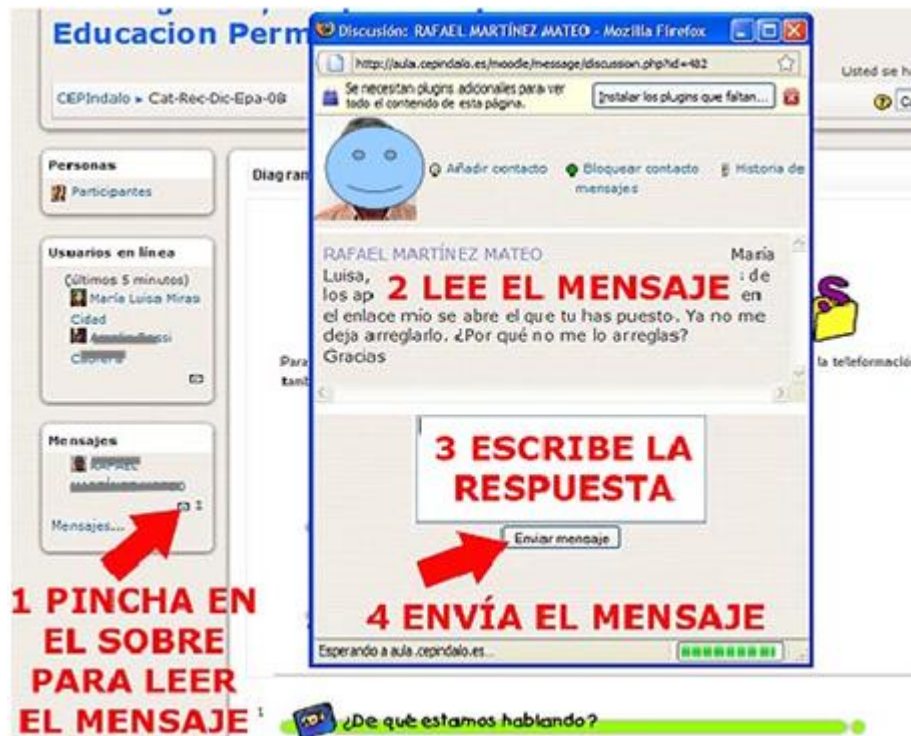 Educacion Perm
CEPIndalo ▸ Cat-Rec-Dic-Epa-08
Usted se h
Personas
Participantes
Usuarios en línea
(últimos 5 minutos)
María Luisa Miras
Cidad
Mensajes
RAFAEL
Mensajes...
1 PINCHA EN
EL SOBRE
PARA LEER
EL MENSAJE
Diagram
Para
tamb
la teleformació
Discusión: RAFAEL MARTÍNEZ MATEO - Mozilla Firefox
http://aula.cepindalo.es/moodle/message/discussion.php?id=482
Se necesitan plugins adicionales para ver
todo el contenido de esta página.
Instalar los plugins que faltan...
Añadir contacto
Bloquear contacto
Historia de
mensajes
RAFAEL MARTÍNEZ MATEO María
Luisa, de
los ap en
2 LEE EL MENSAJE
el enlace mio se abre el que tu has puesto. Ya no me
deja arreglarlo. ¿Por qué no me lo arreglas?
Gracias
3 ESCRIBE LA
RESPUESTA
Enviar mensaje
4 ENVÍA EL MENSAJE
Esperando a aula.cepindalo.es...
1
¿De qué estamos hablando?